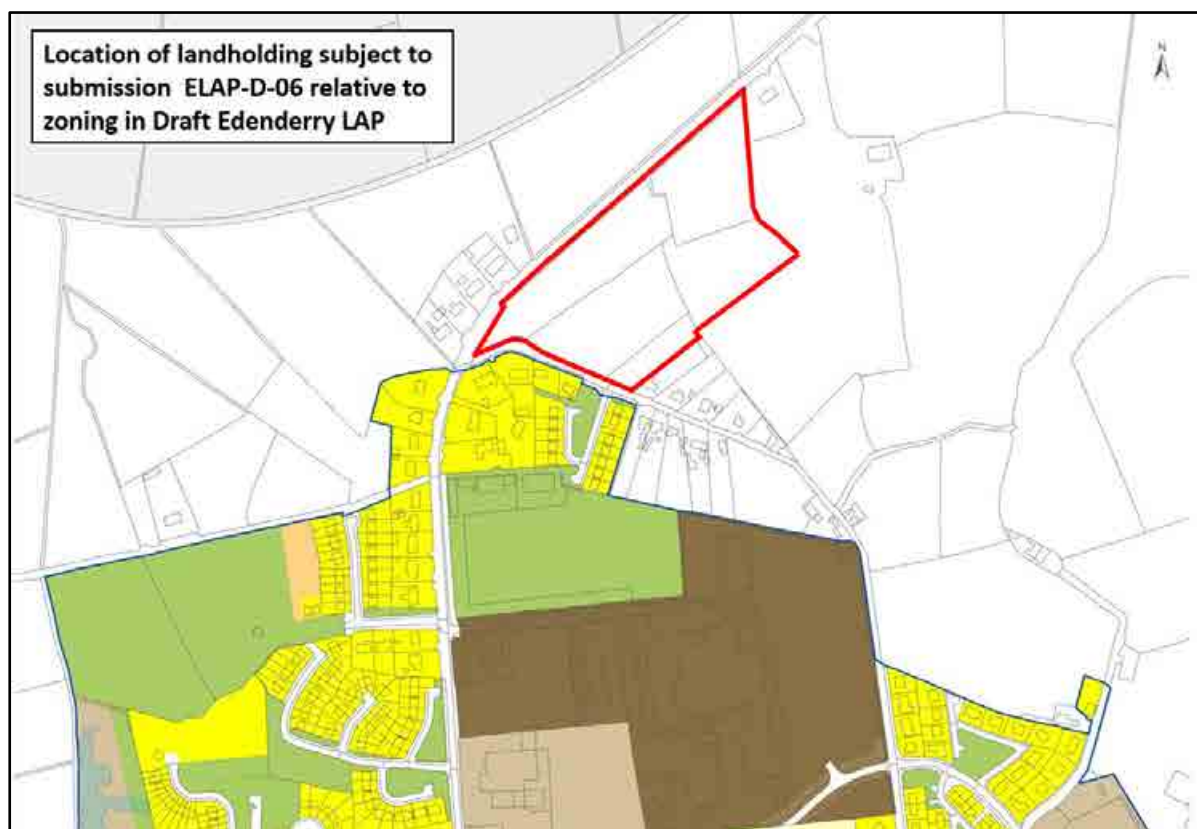 Location of landholding subject to
submission ELAP-D-06 relative to
zoning in Draft Edenderry LAP
N